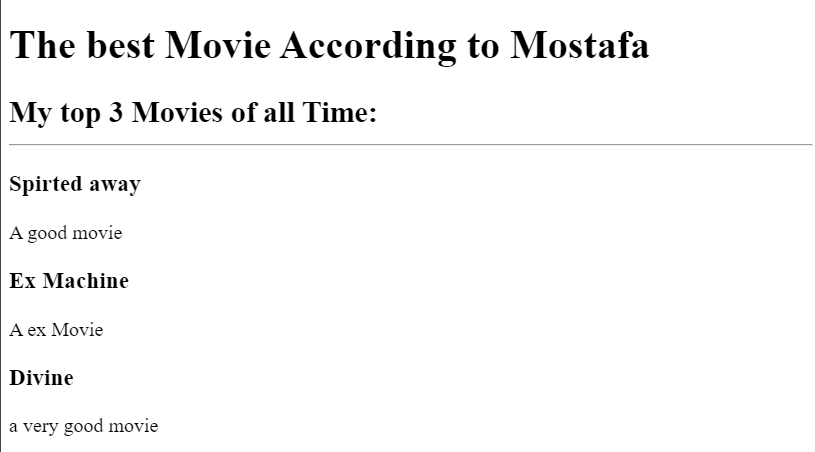 The best Movie According to Mostafa
My top 3 Movies of all Time:
Spirted away
A good movie
Ex Machine
A ex Movie
Divine
a very good movie